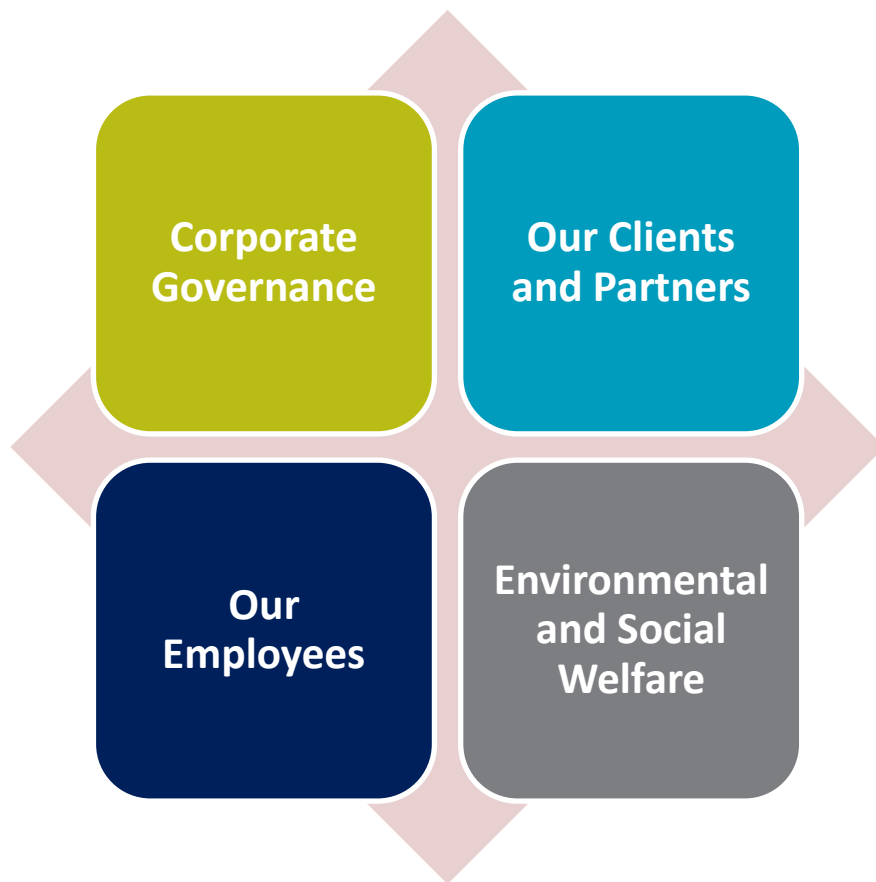 Corporate
Governance
Our Clients
and Partners
Our
Employees
Environmental
and Social
Welfare